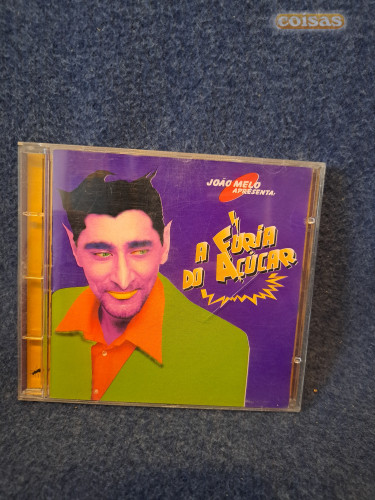 coisas
JOÃO MELO
APRESENTA
A FÚRIA
DO AÇÚCAR